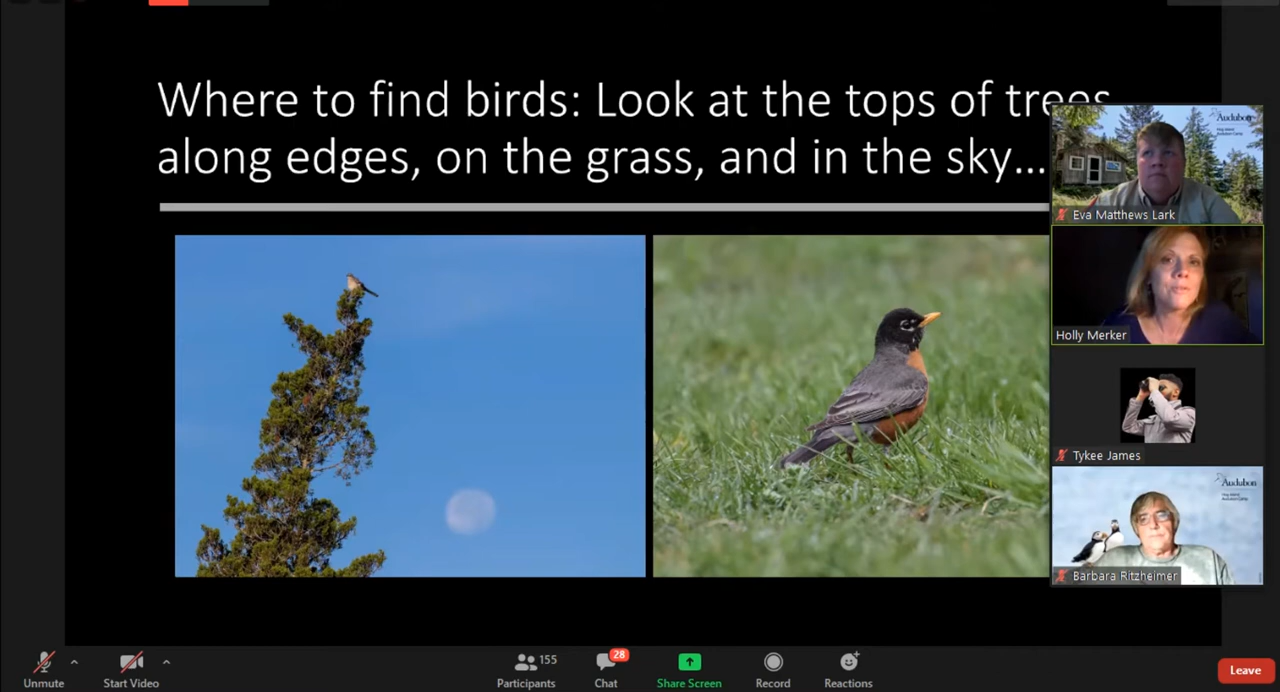 Where to find birds: Look at the tops of trees
along edges, on the grass, and in the sky...
Audubon
Eva Matthews Lark
Holly Merker
Tykee James
Audubon
Barbara Ritzheimer
Unmute
Start Video
155
Participants
28
Chat
Share Screen
Record
Reactions
Leave